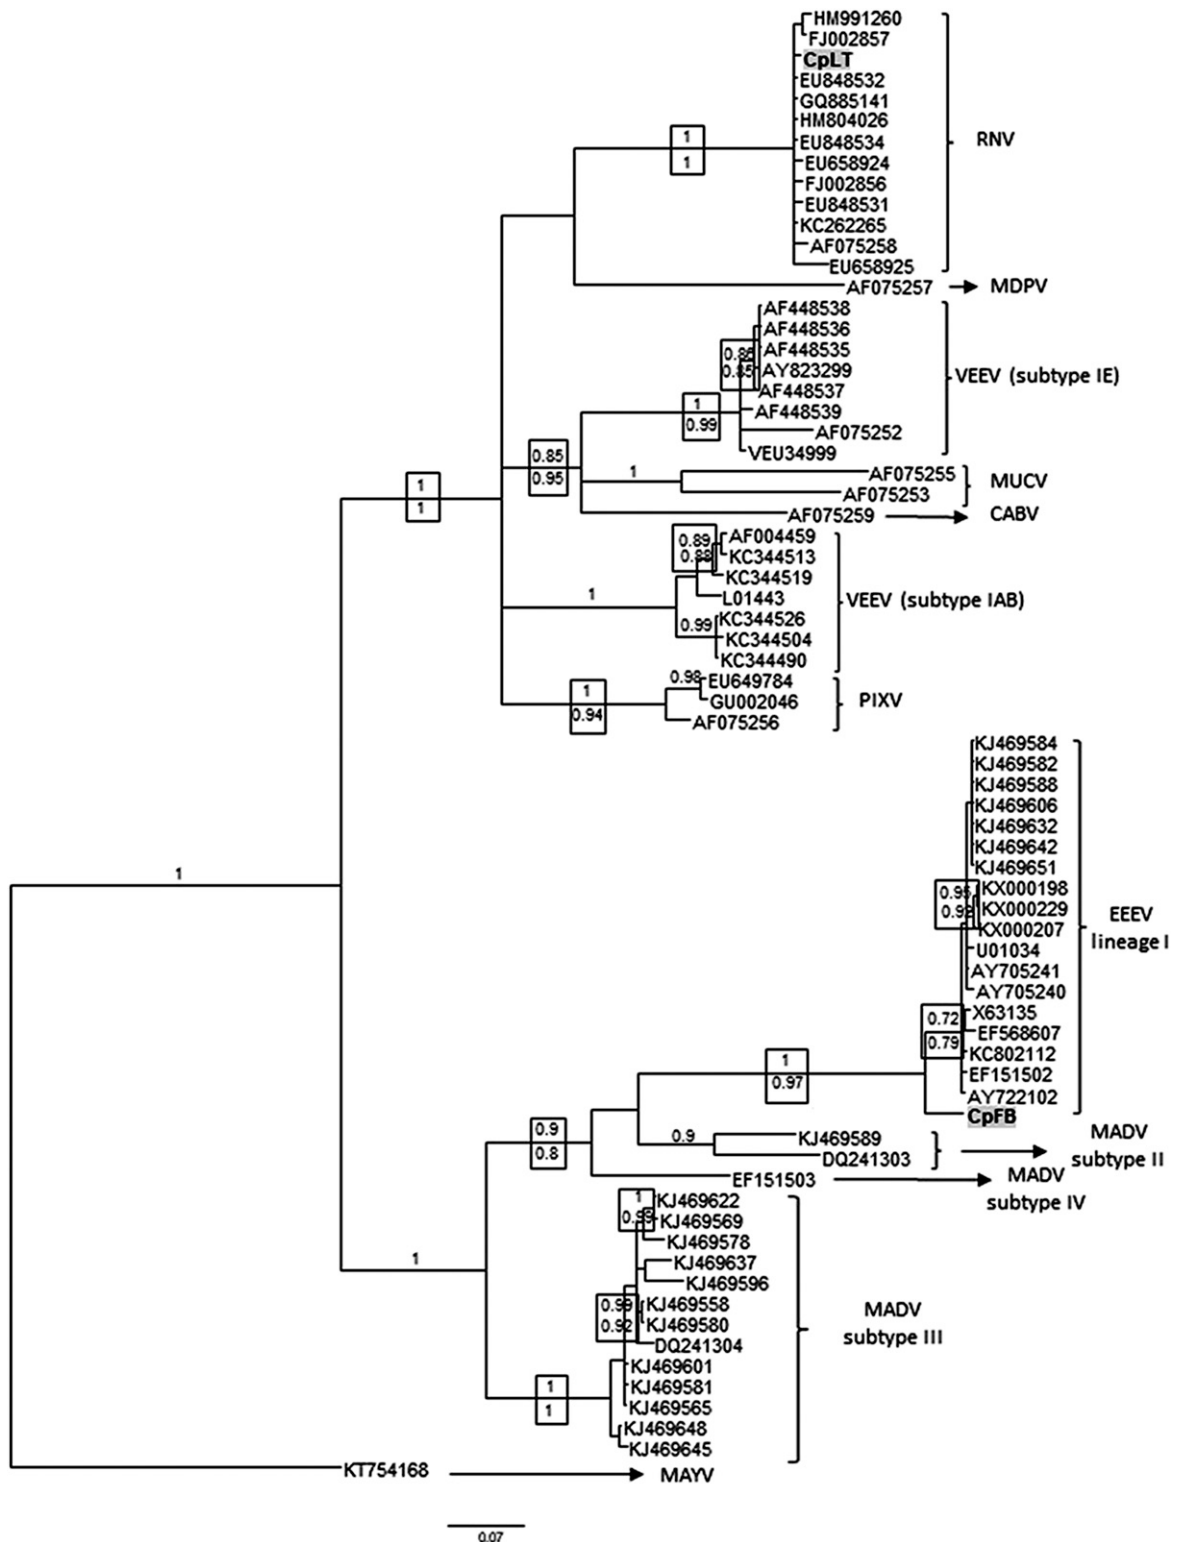 HM991260
FJ002857
CpLT
EU848532
GQ885141
HM804026
EU848534
EU658924
FJ002856
EU848531
KC262265
AF075258
EU658925
RNV
1
1
AF075257
MDPV
AF448538
AF448536
AF448535
AY823299
AF448537
AF448539
AF075252
VEU34999
VEEV (subtype IE)
0.86
0.85
1
0.99
0.85
0.95
1
AF075255
AF075253
MUCV
AF075259
CABV
1
1
AF004459
KC344513
KC344519
L01443
KC344526
KC344504
KC344490
VEEV (subtype IAB)
0.89
0.88
1
0.99
0.98
EU649784
GU002046
AF075256
PIXV
1
0.94
KJ469584
KJ469582
KJ469588
KJ469606
KJ469632
KJ469642
KJ469651
KX000198
KX000229
KX000207
U01034
AY705241
AY705240
X63135
EF568607
KC802112
EF151502
AY722102
CpFB
EEEV
lineage I
0.72
0.79
1
0.97
1
0.9
0.8
0.9
KJ469589
DQ241303
MADV
subtype II
EF151503
MADV
subtype IV
KJ469622
KJ469569
KJ469578
KJ469637
KJ469596
KJ469558
KJ469580
DQ241304
KJ469601
KJ469581
KJ469565
KJ469648
KJ469645
MADV
subtype III
1
0.99
0.92
1
1
1
KT754168
MAYV
0.07